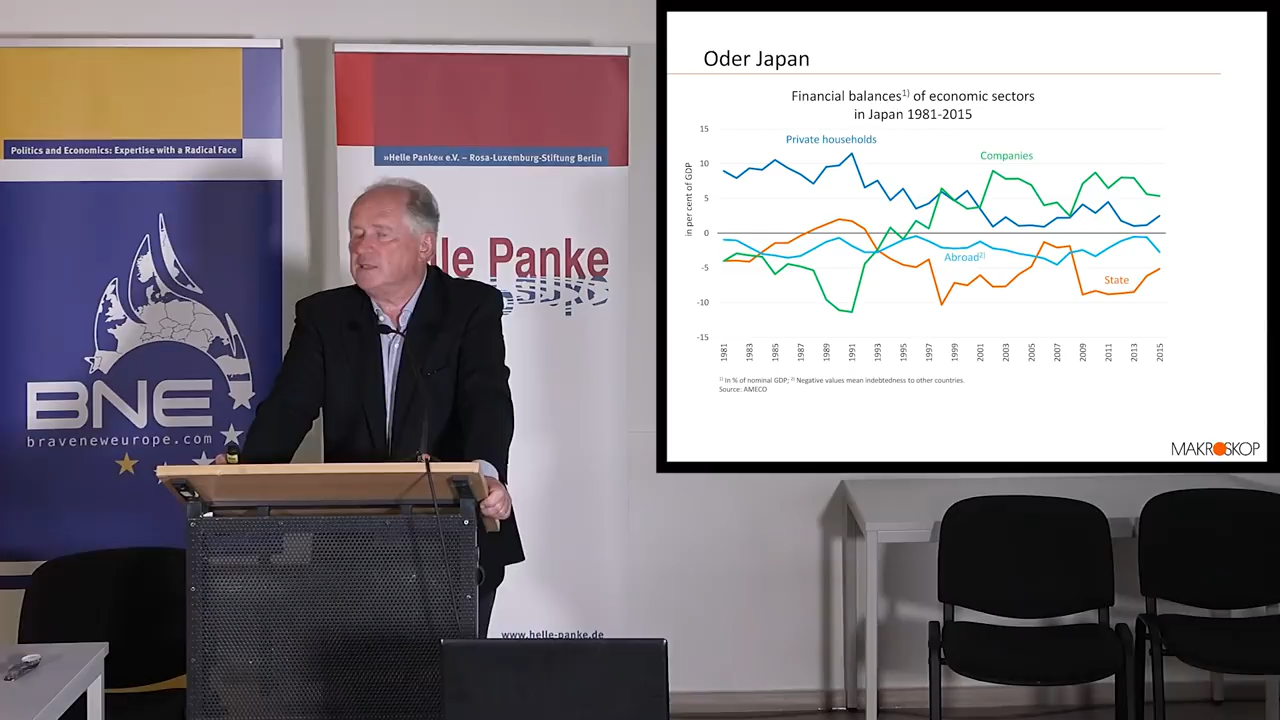 Politics and Economics: Expertise with a Radical Face
BNE
braveneweurope.com
»Helle Panke« e.V. – Rosa-Luxemburg-Stiftung Berlin
lle Panke
www.helle-panke.de
Oder Japan
Financial balances1) of economic sectors
in Japan 1981-2015
in per cent of GDP
15
10
5
0
-5
-10
-15
Private households
Companies
Abroad2)
State
1981
1983
1985
1987
1989
1991
1993
1995
1997
1999
2001
2003
2005
2007
2009
2011
2013
2015
1) In % of nominal GDP; 2) Negative values mean indebtedness to other countries.
Source: AMECO
MAKROSKOP